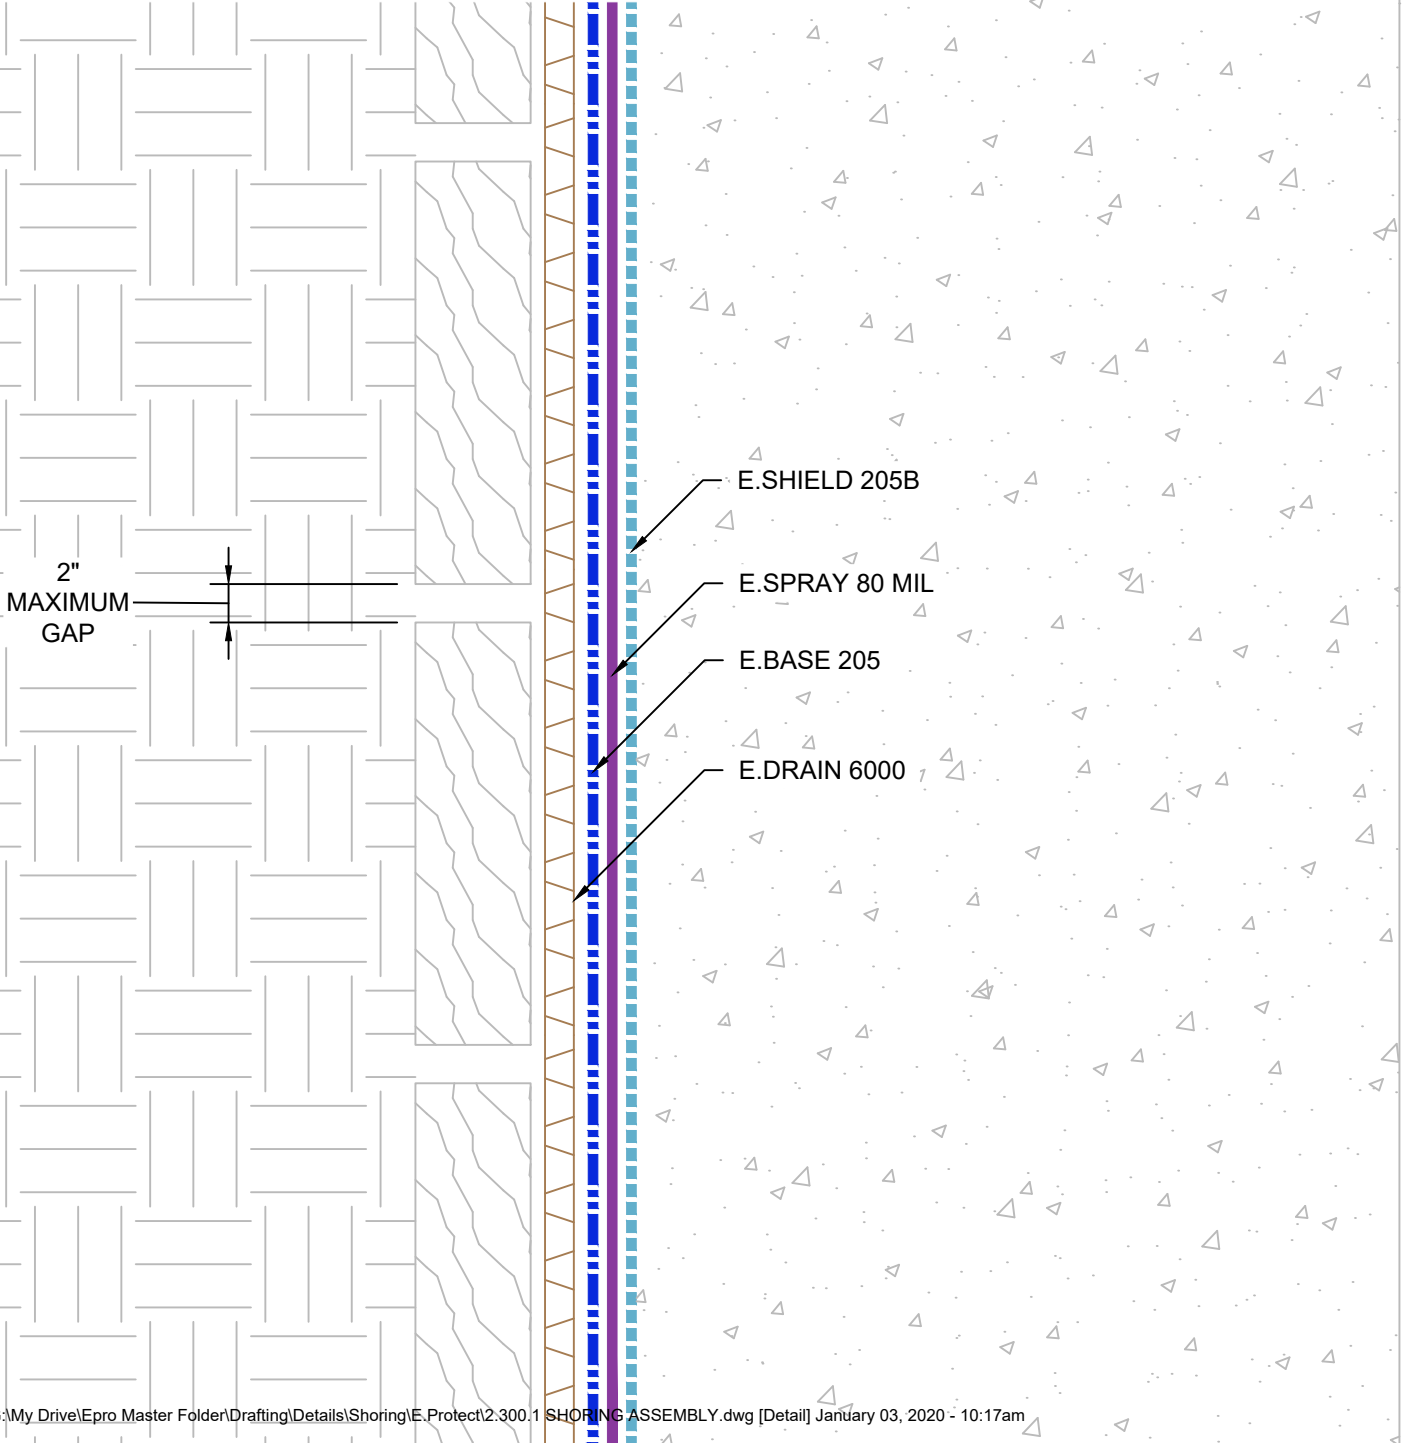 E.SHIELD 205B
2"
MAXIMUM
GAP
E.SPRAY 80 MIL
E.BASE 205
E.DRAIN 6000
:\My Drive\Epro Master Folder\Drafting\Details\Shoring\E.Protect\2.300.1 SHORING ASSEMBLY.dwg [Detail] January 03, 2020 - 10:17am